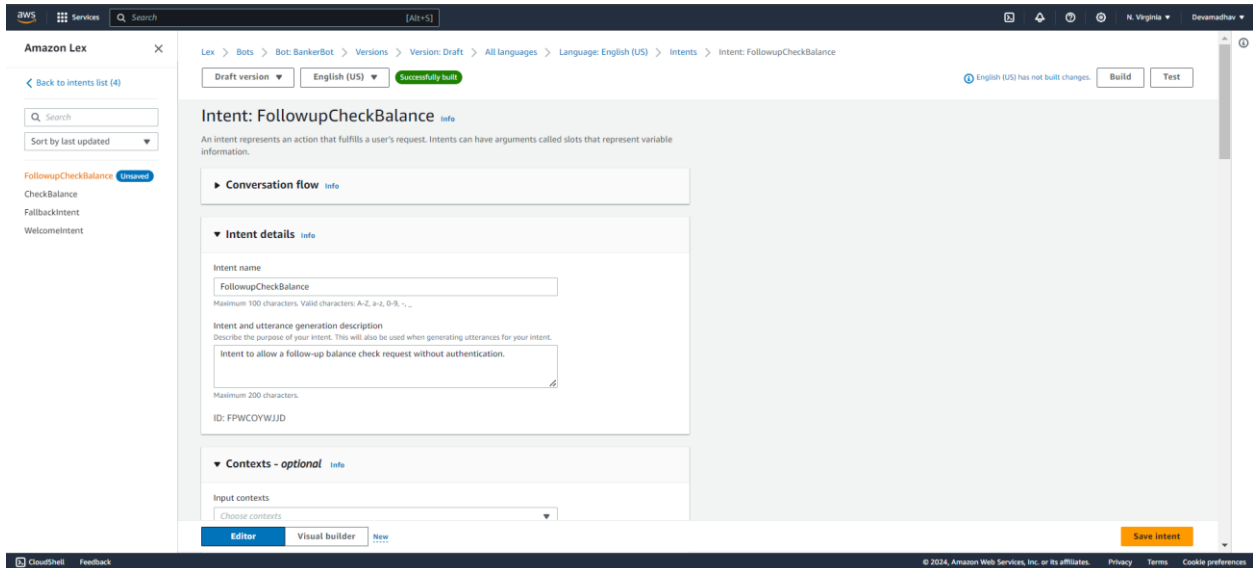 aws Services Search [Alt+S] N. Virginia Devamadhav
Amazon Lex
Back to intents list (4)
Search
Sort by last updated
FollowupCheckBalance Unsaved
CheckBalance
FallbackIntent
WelcomeIntent
Lex > Bots > Bot: BankerBot > Versions > Version: Draft > All languages > Language: English (US) > Intents > Intent: FollowupCheckBalance
Draft version English (US) Successfully built English (US) has not built changes. Build Test
Intent: FollowupCheckBalance Info
An intent represents an action that fulfills a user's request. Intents can have arguments called slots that represent variable
information.
Conversation flow Info
Intent details Info
Intent name
FollowupCheckBalance
Maximum 100 characters. Valid characters: A-Z, a-z, 0-9, -, _
Intent and utterance generation description
Describe the purpose of your intent. This will also be used when generating utterances for your intent.
Intent to allow a follow-up balance check request without authentication.
Maximum 200 characters.
ID: FPWCOYWJJD
Contexts - optional Info
Input contexts
Choose contexts
Editor Visual builder New Save intent
CloudShell Feedback © 2024, Amazon Web Services, Inc. or its affiliates. Privacy Terms Cookie preferences